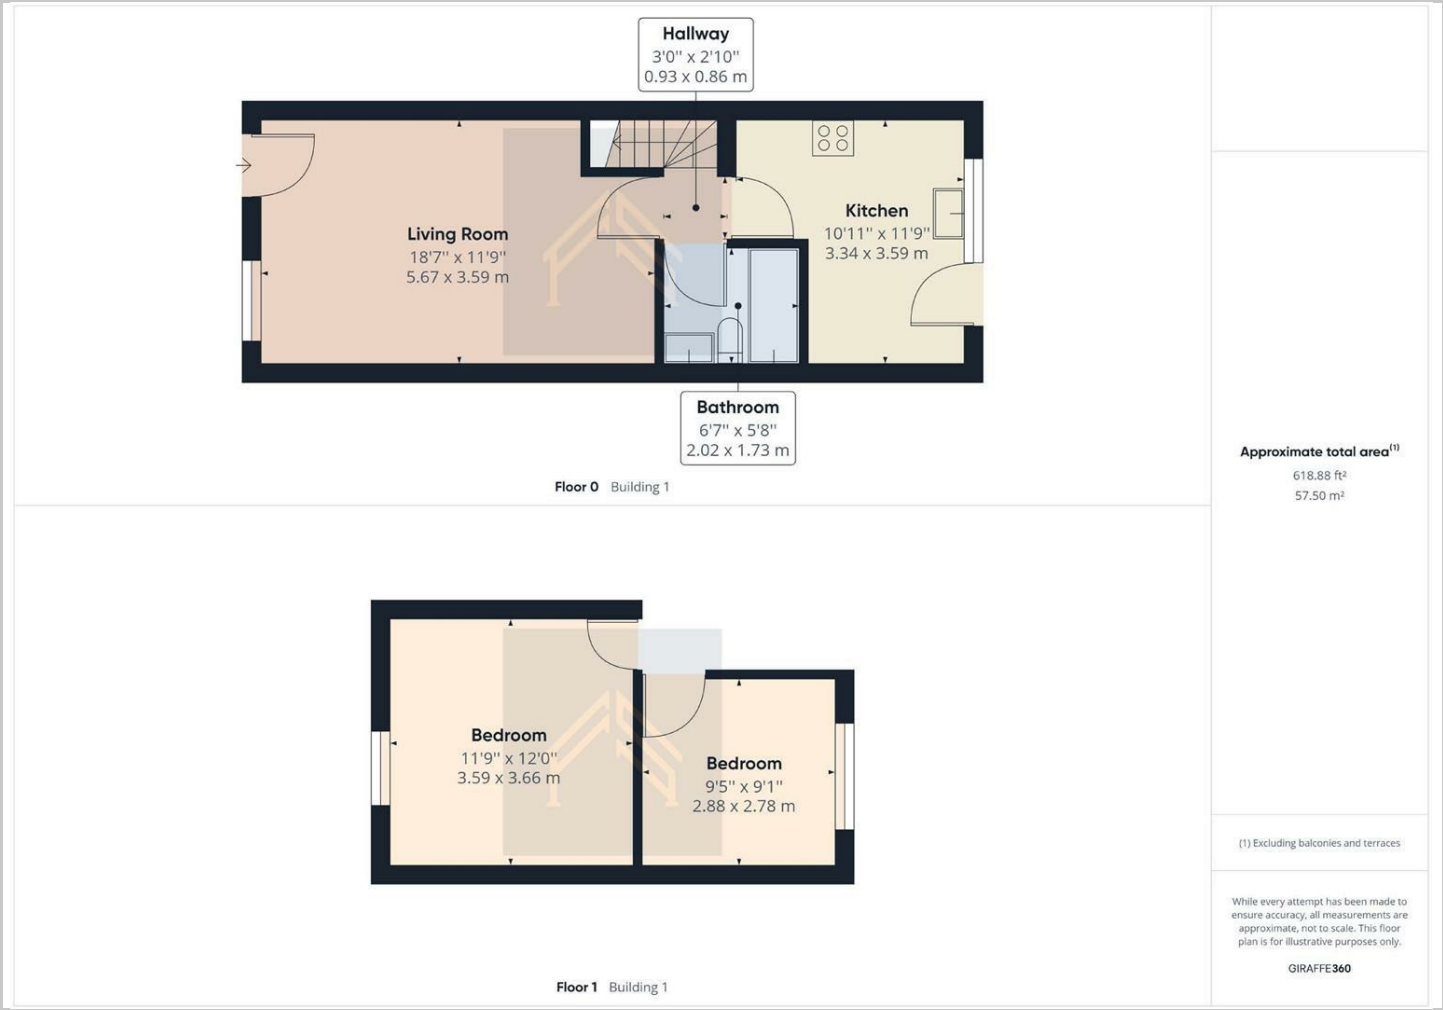 Hallway
3'0'' x 2'10''
0.93 x 0.86 m
Living Room
18'7'' x 11'9''
5.67 x 3.59 m
Kitchen
10'11'' x 11'9''
3.34 x 3.59 m
Bathroom
6'7'' x 5'8''
2.02 x 1.73 m
Floor 0 Building 1
Bedroom
11'9'' x 12'0''
3.59 x 3.66 m
Bedroom
9'5'' x 9'1''
2.88 x 2.78 m
Floor 1 Building 1
Approximate total area(1)
618.88 ft²
57.50 m²
(1) Excluding balconies and terraces
While every attempt has been made to
ensure accuracy, all measurements are
approximate, not to scale. This floor
plan is for illustrative purposes only.
GIRAFFE360